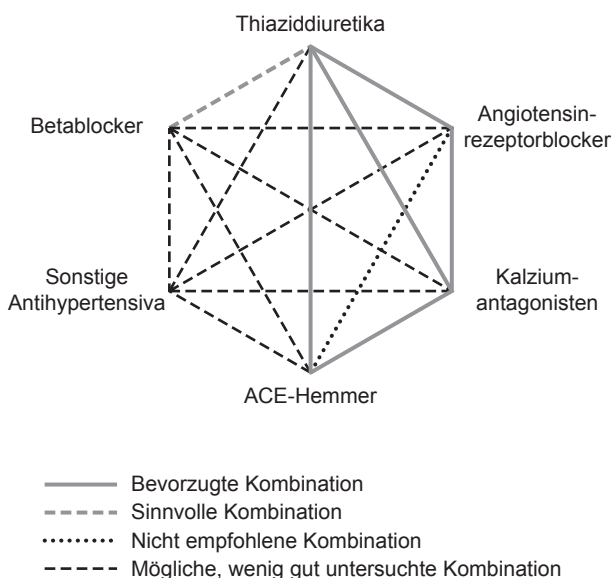 Thiaziddiuretika
Betablocker
Angiotensin-
rezeptorblocker
Sonstige
Antihypertensiva
Kalzium-
antagonisten
ACE-Hemmer
Bevorzugte Kombination
Sinnvolle Kombination
Nicht empfohlene Kombination
Mögliche, wenig gut untersuchte Kombination